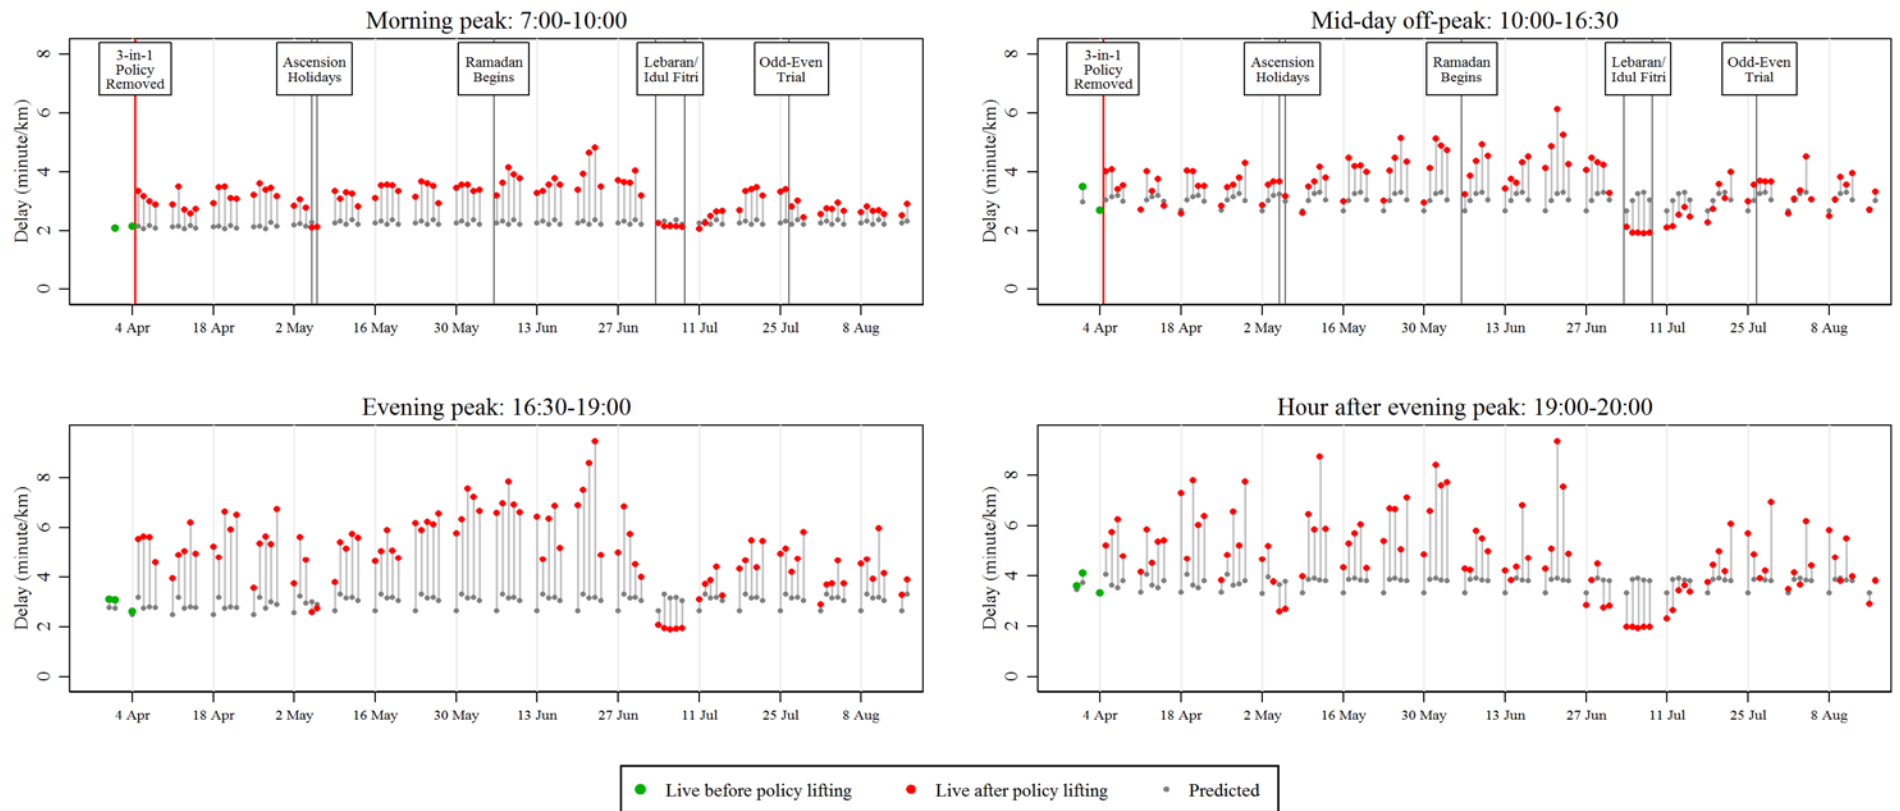 Morning peak: 7:00-10:00
Delay (minute/km)
8
6
4
2
0
3-in-1
Policy
Removed
Ascension
Holidays
Ramadan
Begins
Lebaran/
Idul Fitri
Odd-Even
Trial
4 Apr 18 Apr 2 May 16 May 30 May 13 Jun 27 Jun 11 Jul 25 Jul 8 Aug
Mid-day off-peak: 10:00-16:30
Delay (minute/km)
8
6
4
2
0
3-in-1
Policy
Removed
Ascension
Holidays
Ramadan
Begins
Lebaran/
Idul Fitri
Odd-Even
Trial
4 Apr 18 Apr 2 May 16 May 30 May 13 Jun 27 Jun 11 Jul 25 Jul 8 Aug
Evening peak: 16:30-19:00
Delay (minute/km)
8
6
4
2
0
4 Apr 18 Apr 2 May 16 May 30 May 13 Jun 27 Jun 11 Jul 25 Jul 8 Aug
Hour after evening peak: 19:00-20:00
Delay (minute/km)
8
6
4
2
0
4 Apr 18 Apr 2 May 16 May 30 May 13 Jun 27 Jun 11 Jul 25 Jul 8 Aug
Live before policy lifting Live after policy lifting Predicted